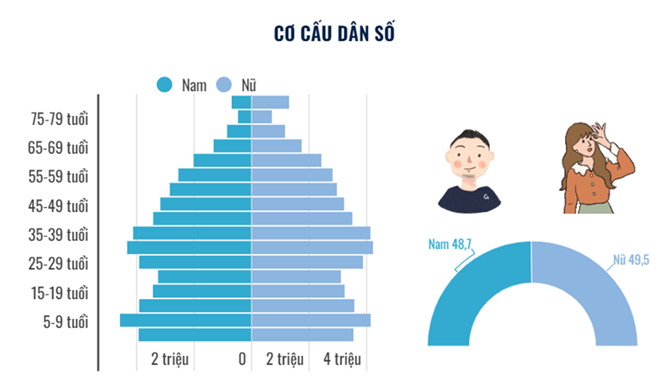 CƠ CẤU DÂN SỐ
Nam Nữ
75-79 tuổi
65-69 tuổi
55-59 tuổi
45-49 tuổi
35-39 tuổi
25-29 tuổi
15-19 tuổi
5-9 tuổi
2 triệu 0 2 triệu 4 triệu
G
Nam 48,7
Nữ 49,5